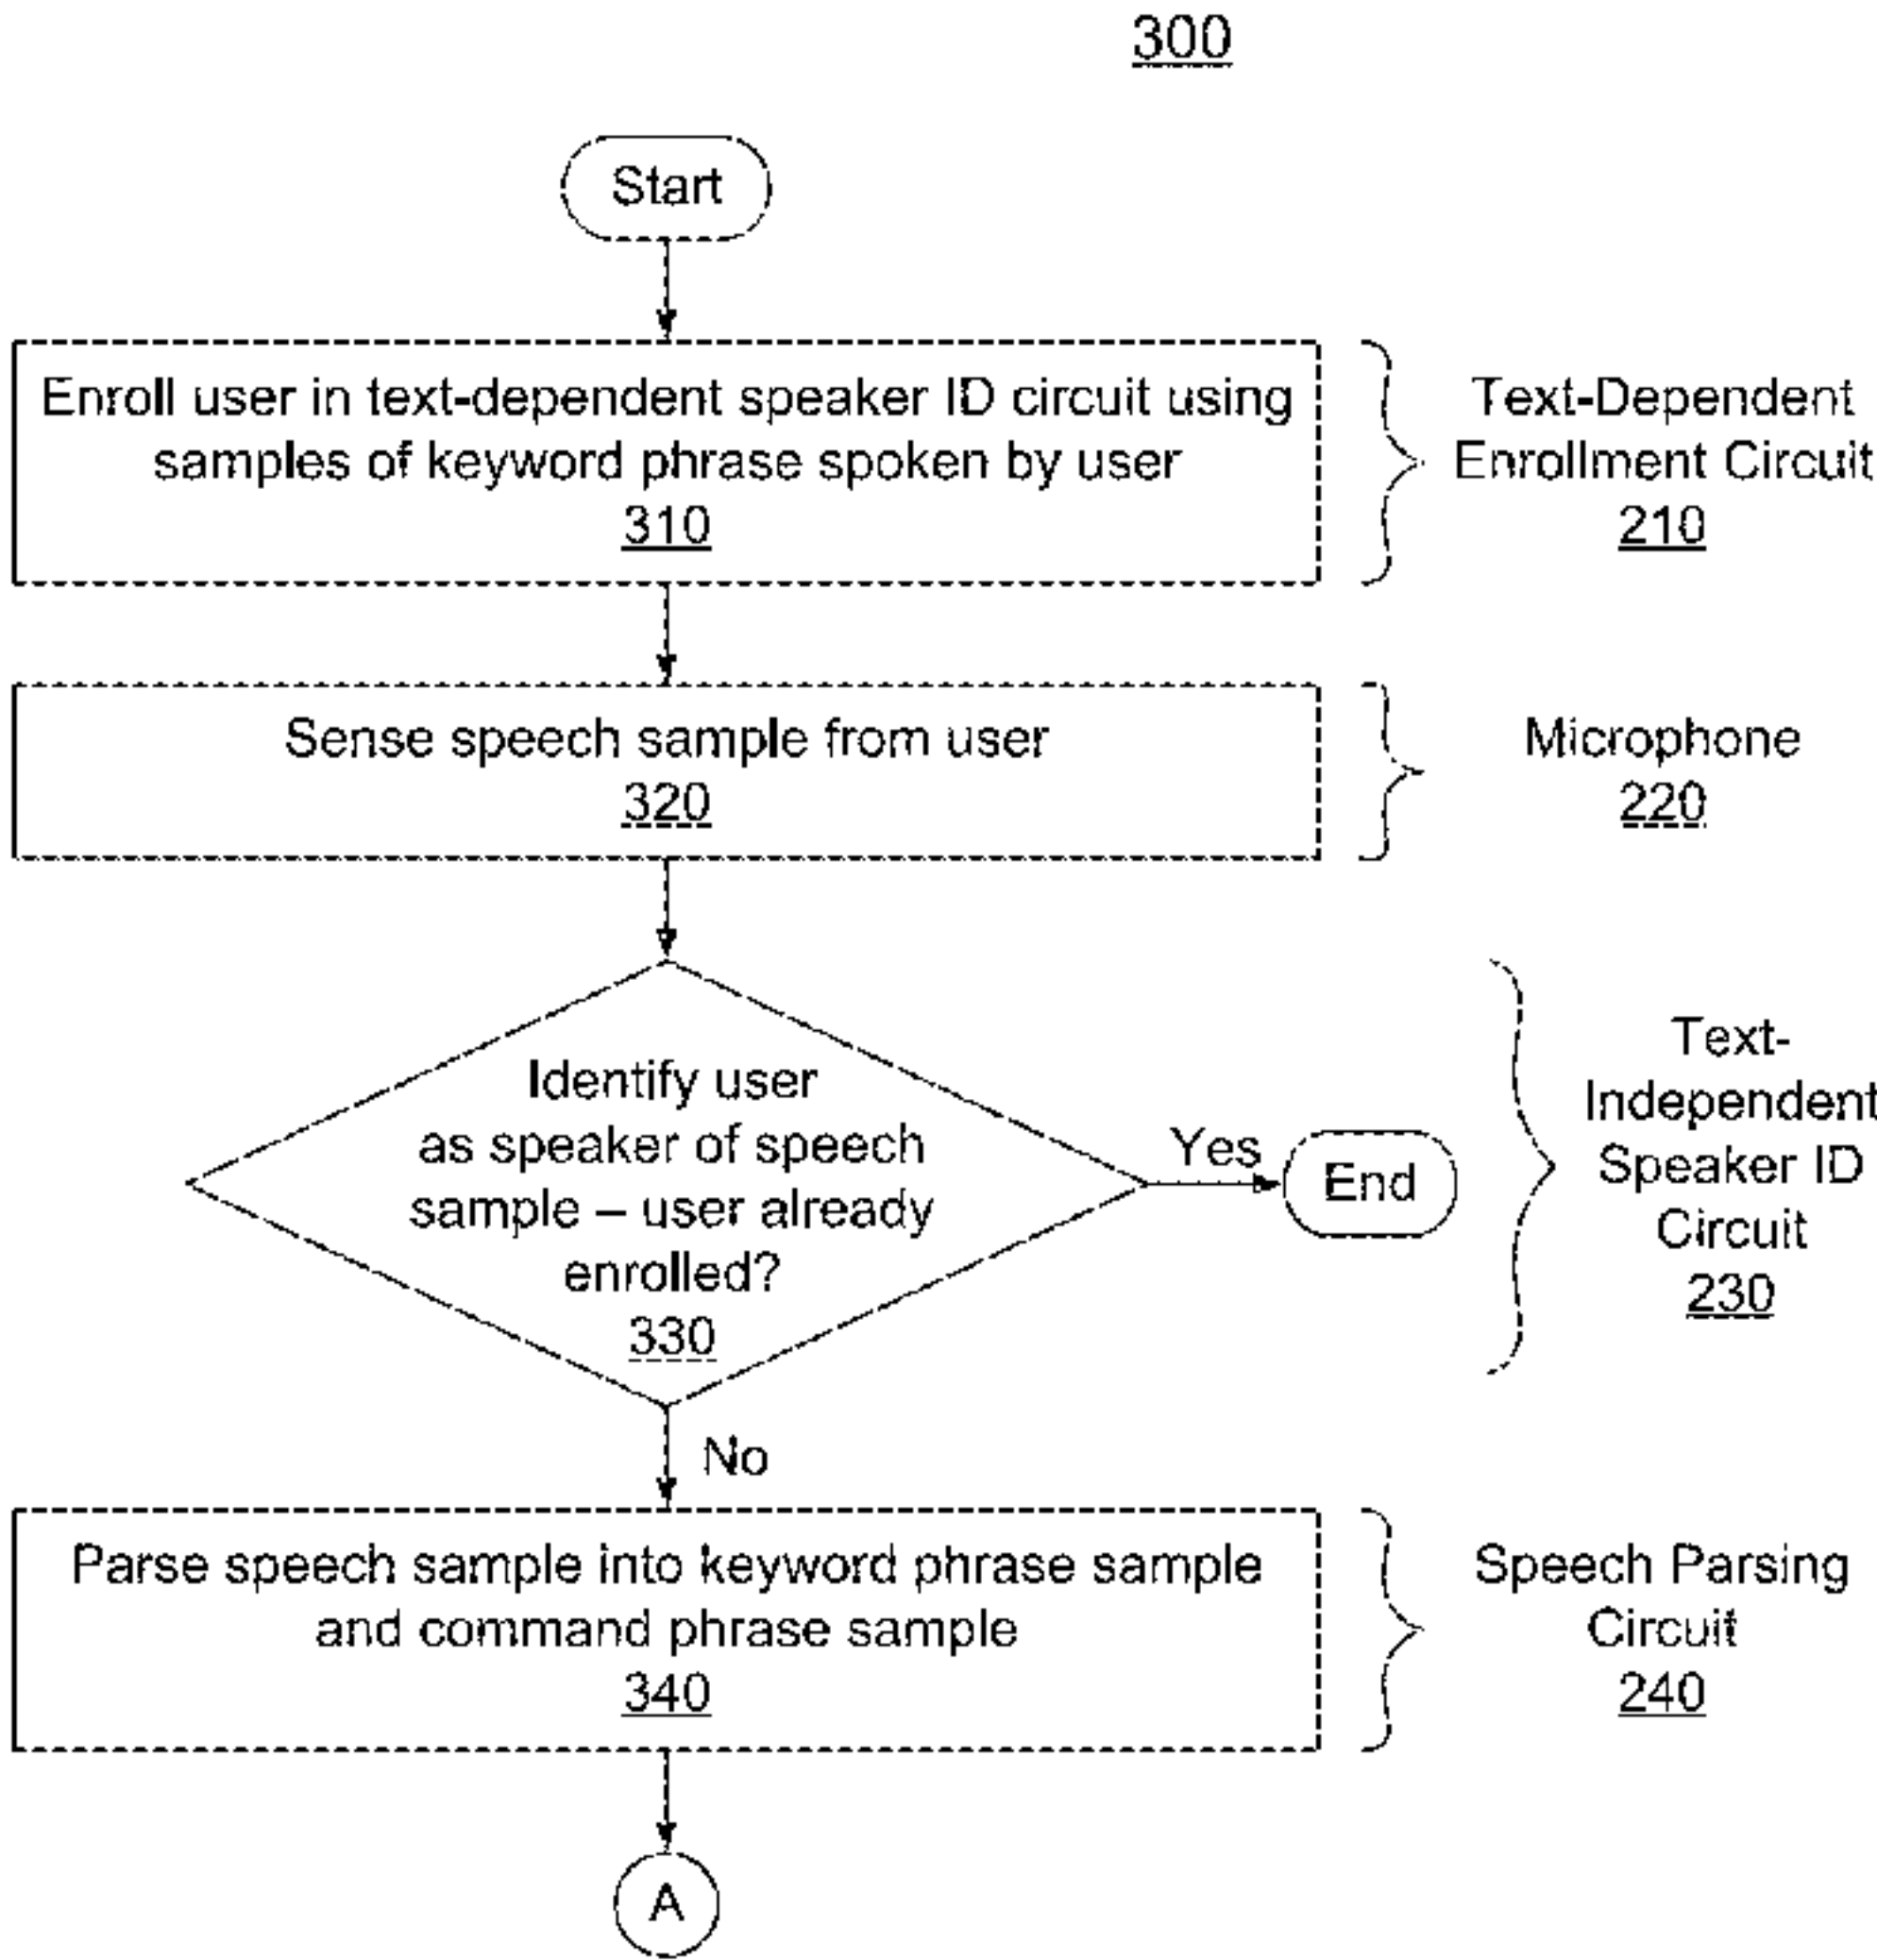 300
Start
Enroll user in text-dependent speaker ID circuit using
samples of keyword phrase spoken by user
310
Text-Dependent
Enrollment Circuit
210
Sense speech sample from user
320
Microphone
220
Identify user
as speaker of speech
sample – user already
enrolled?
330
Yes
End
Text-
Independent
Speaker ID
Circuit
230
No
Parse speech sample into keyword phrase sample
and command phrase sample
340
Speech Parsing
Circuit
240
A